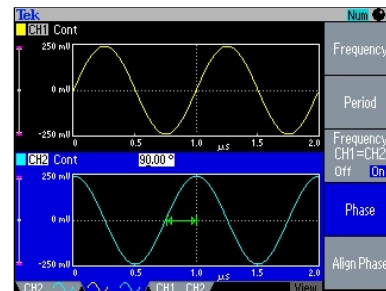 Tek Num
CH1 Cont
250 mV
0 mV
-250 mV
0 0.5 1.0 1.5 2.0
µs
CH2 Cont 90.00 °
250 mV
0 mV
-250 mV
0 0.5 1.0 1.5 2.0
µs
CH2 CH1 CH2 View
Frequency
Period
Frequency
CH1=CH2
Off On
Phase
Align Phase